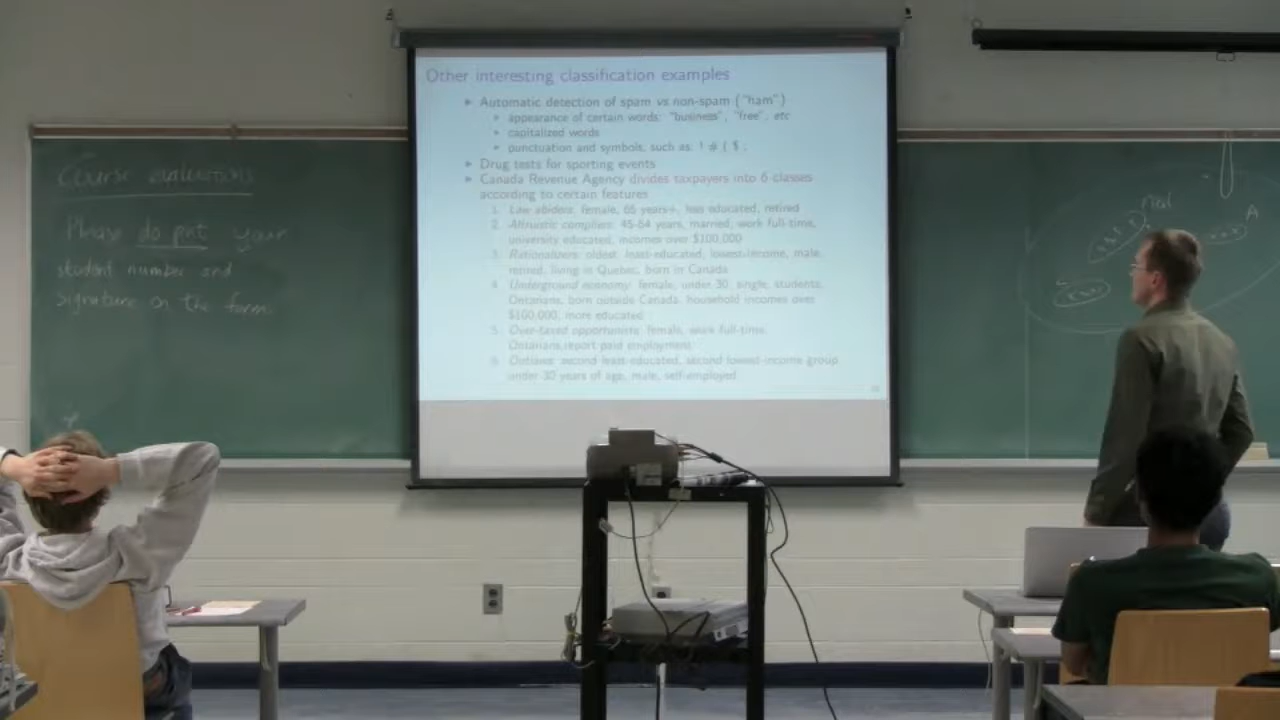 Other interesting classification examples
▶ Automatic detection of spam vs non-spam ("ham")
appearance of certain words: "business", "free", etc
capitalized words
punctuation and symbols, such as: ! # ( $ ;
▶ Drug tests for sporting events
▶ Canada Revenue Agency divides taxpayers into 6 classes
according to certain features
1. Law abiders: female, 65 years+, less educated, retired
2. Altruistic compliers: 45-64 years, married, work full-time,
university educated, incomes over $100,000
3. Rationalizers: oldest, least-educated, lowest-income, male,
retired, living in Quebec, born in Canada
4. Underground economy: female, under 30, single, students,
Ontarians, born outside Canada, household incomes over
$100,000, more educated
5. Over-taxed opportunists: female, work full-time,
Ontarians, report paid employment
6. Outlaws: second least-educated, second lowest-income group
under 30 years of age, male, self-employed
Course evaluations
Please do put your
student number and
signature on the form.
A